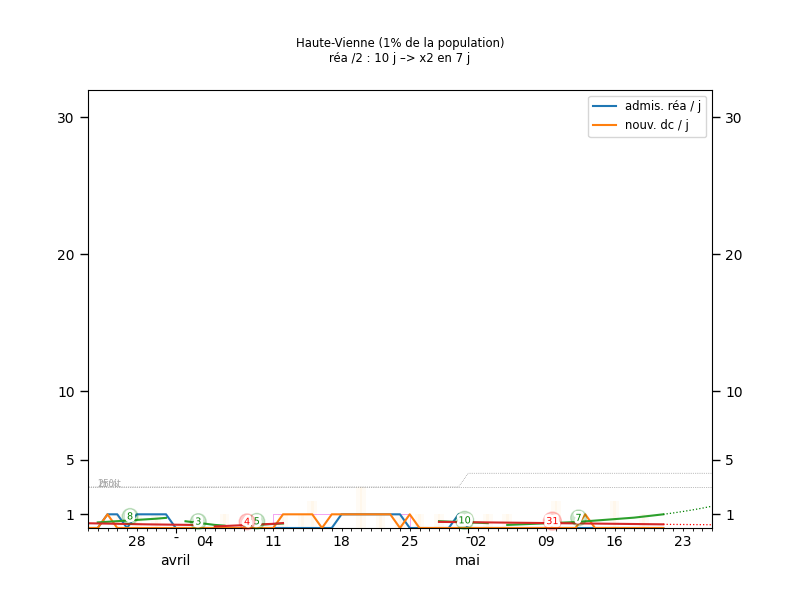 Haute-Vienne (1% de la population)
réa /2 : 10 j –> x2 en 7 j
admis. réa / j
nouv. dc / j
30 30
20 20
10 10
5 5
1 1
8 3 4 5 10 31 7
28 - 04 11 18 25 - 02 09 16 23
avril mai